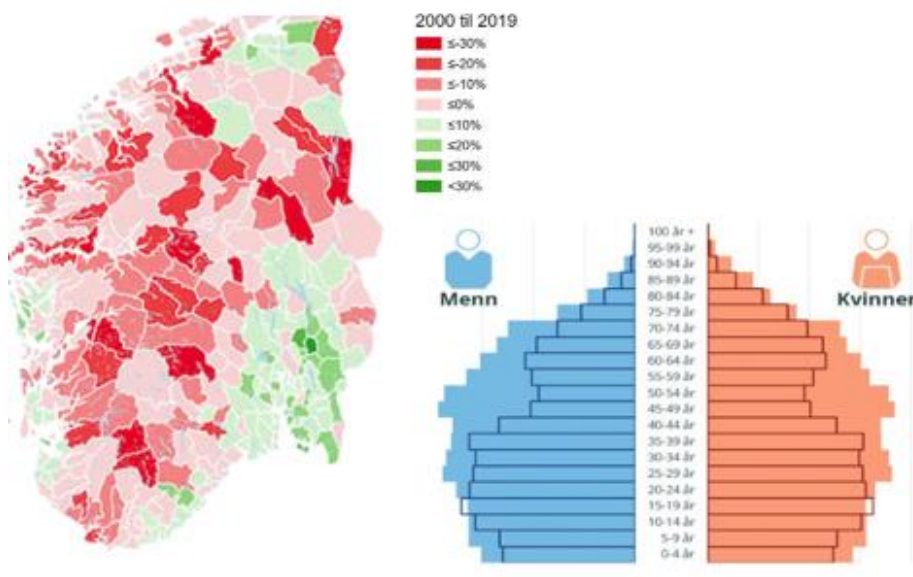 2000 til 2019
≤-30%
≤-20%
≤-10%
≤0%
≤10%
≤20%
≤30%
<30%
Menn
Kvinner
100 år +
95-99 år
90-94 år
85-89 år
80-84 år
75-79 år
70-74 år
65-69 år
60-64 år
55-59 år
50-54 år
45-49 år
40-44 år
35-39 år
30-34 år
25-29 år
20-24 år
15-19 år
10-14 år
5-9 år
0-4 år